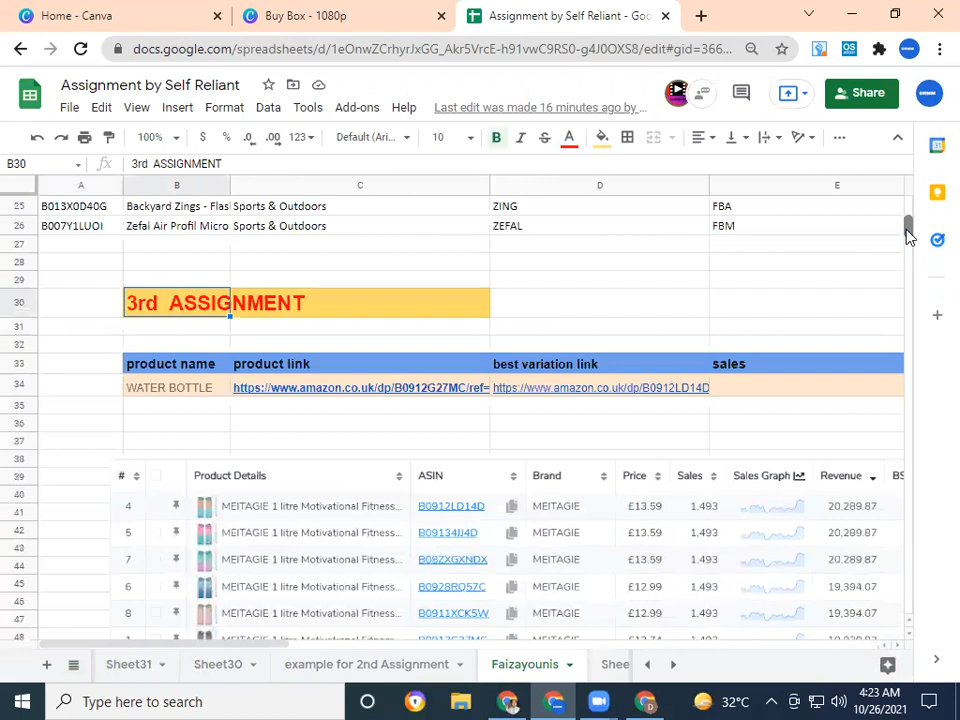 Home - Canva
Buy Box - 1080p
Assignment by Self Reliant - Goo
docs.google.com/spreadsheets/d/1eOnwZCrhyrJxGG_Akr5VrcE-h91vwC9RS0-g4J0OXS8/edit#gid=366...
Assignment by Self Reliant
File Edit View Insert Format Data Tools Add-ons Help Last edit was made 16 minutes ago by ...
Share
100% $ % .0 .00 123 Default (Ari... 10 B I S A
B30 fx 3rd ASSIGNMENT
A B C D E
25 B013X0D40G Backyard Zings - Flas Sports & Outdoors ZING FBA
26 B007Y1LUOI Zefal Air Profil Micro Sports & Outdoors ZEFAL FBM
27
28
29
30 3rd ASSIGNMENT
31
32
33 product name product link best variation link sales
34 WATER BOTTLE https://www.amazon.co.uk/dp/B0912G27MC/ref= https://www.amazon.co.uk/dp/B0912LD14D
35
36
37
38
39 # Product Details ASIN Brand Price Sales Sales Graph Revenue BS
40
41 4 MEITAGIE 1 litre Motivational Fitness... B0912LD14D MEITAGIE £13.59 1,493 20,289.87
42 5 MEITAGIE 1 litre Motivational Fitness... B09134JJ4D MEITAGIE £13.59 1,493 20,289.87
43
44 7 MEITAGIE 1 litre Motivational Fitness... B08ZXGXNDX MEITAGIE £13.59 1,493 20,289.87
45 6 MEITAGIE 1 litre Motivational Fitness... B0928RQ57C MEITAGIE £12.99 1,493 19,394.07
46
47 8 MEITAGIE 1 litre Motivational Fitness... B0911XCK5W MEITAGIE £12.99 1,493 19,394.07
48
Sheet31 Sheet30 example for 2nd Assignment Faizayounis Shee
Type here to search
32°C
4:23 AM
10/26/2021